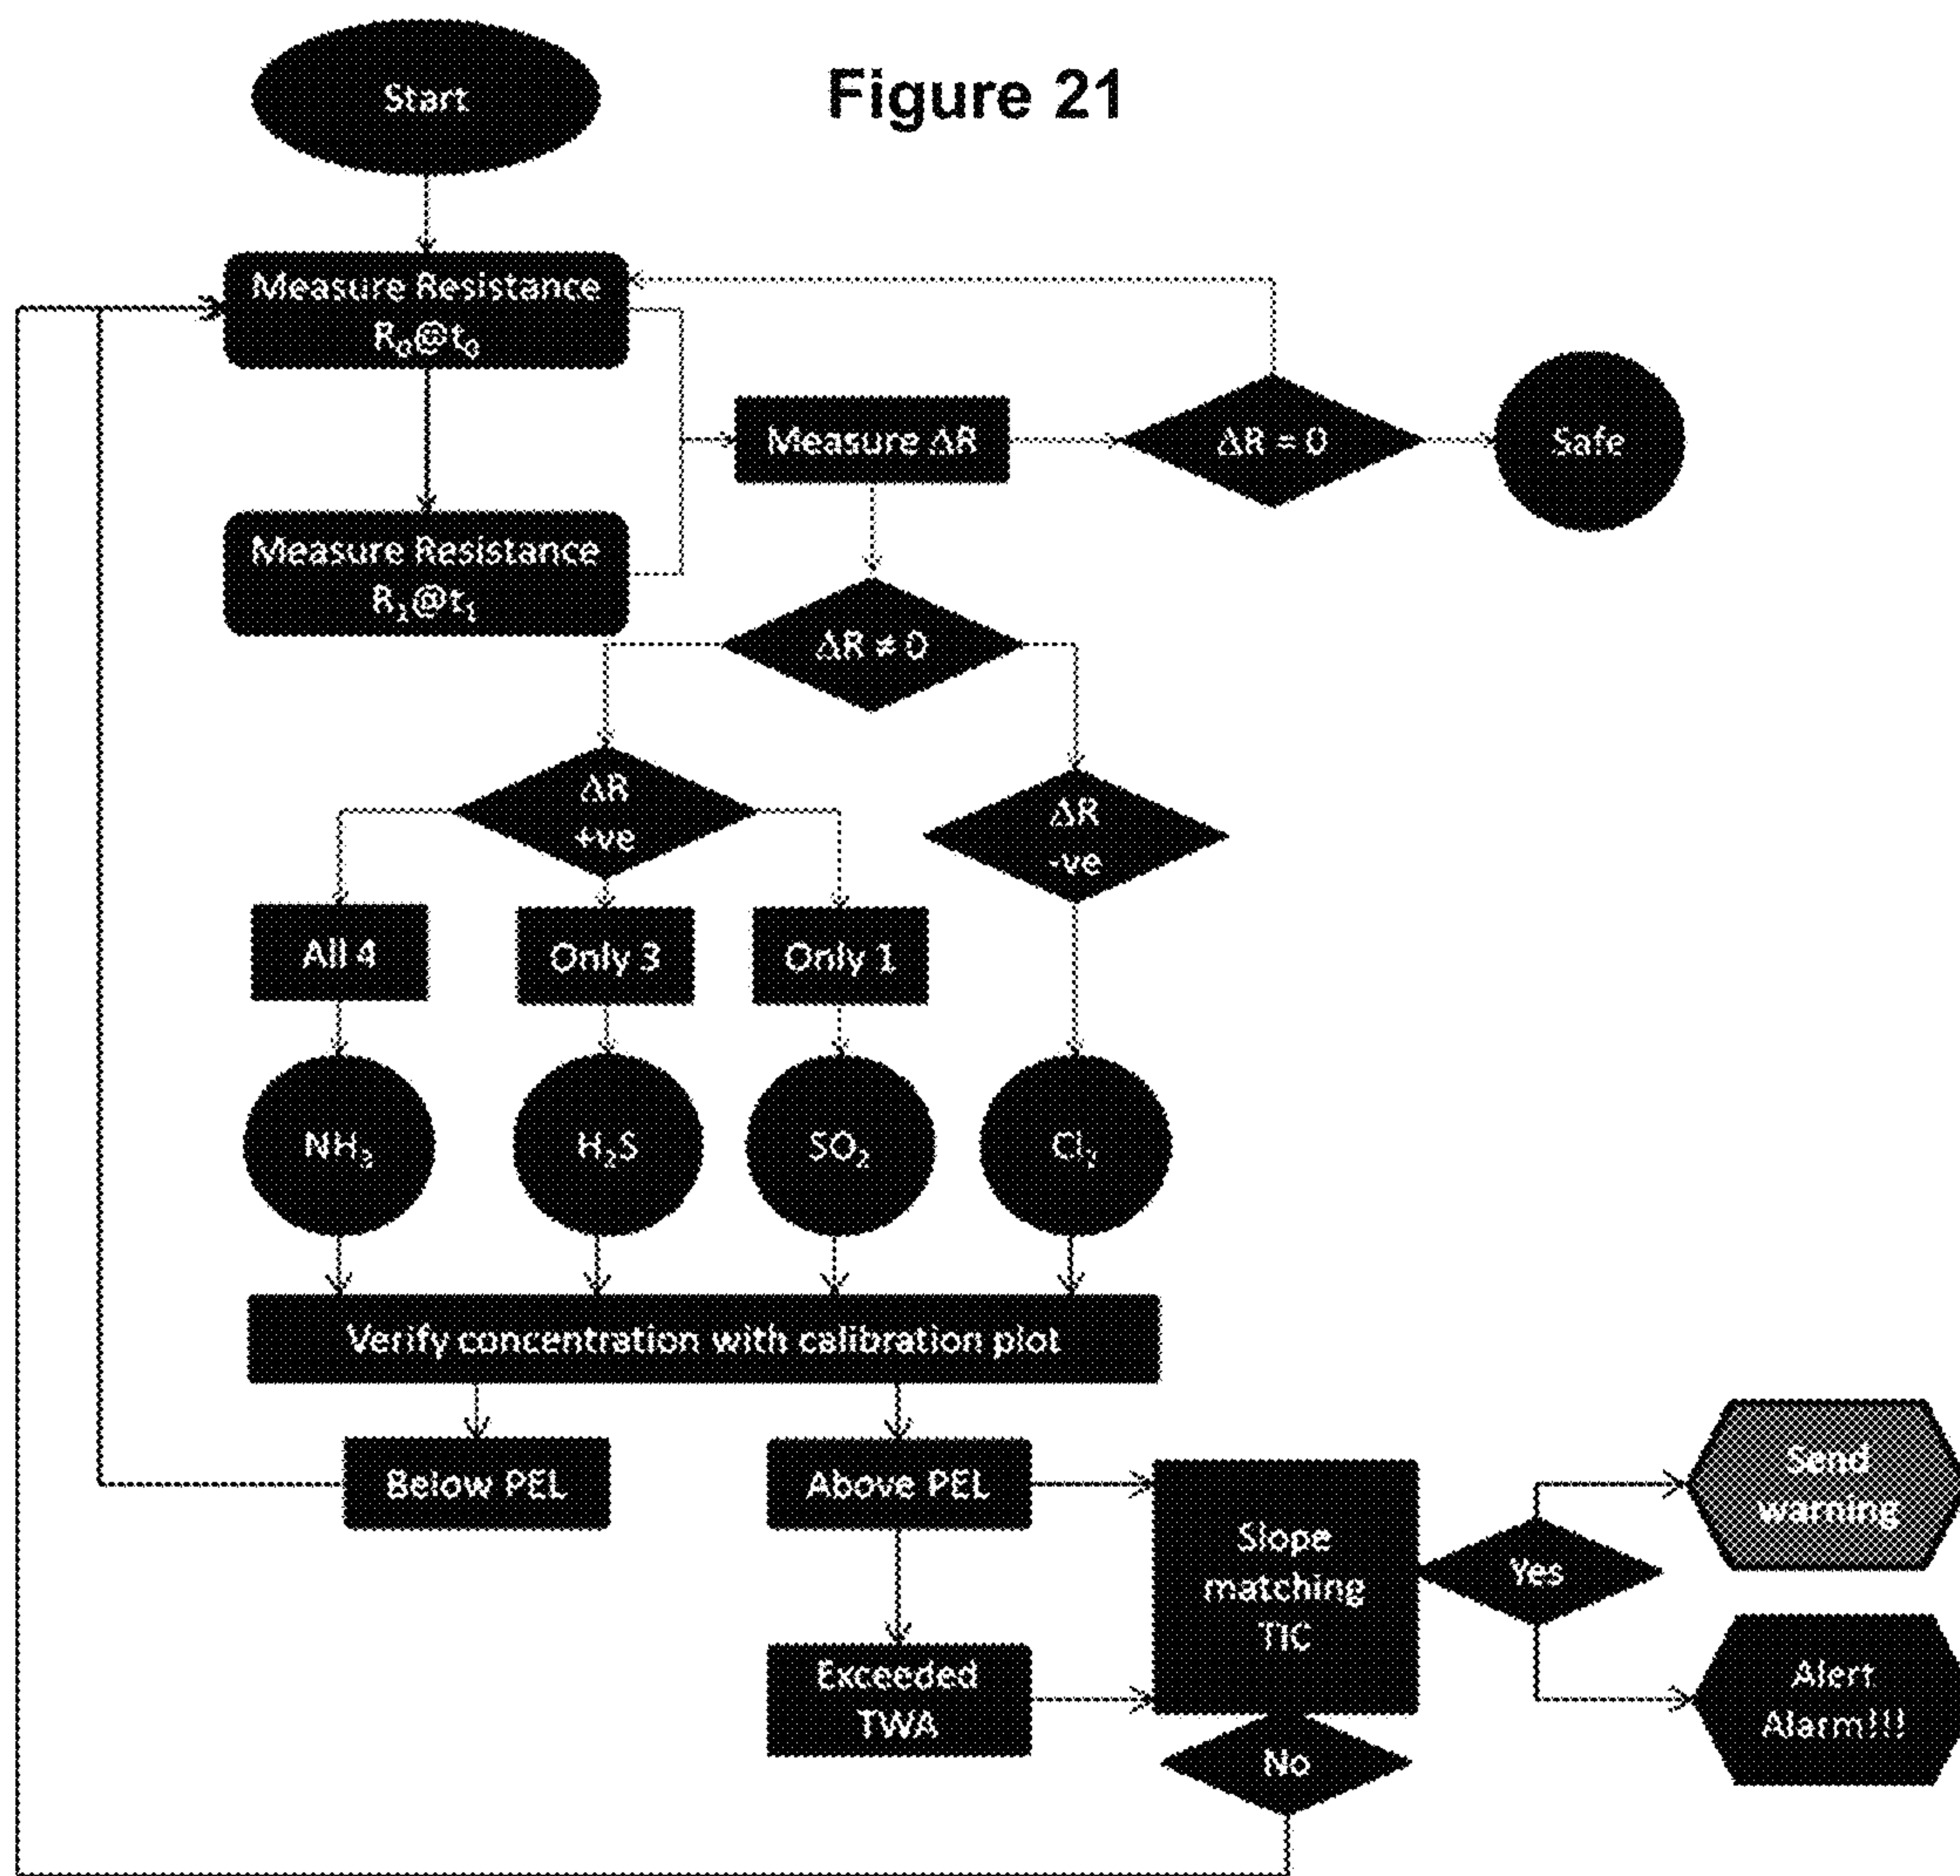 Figure 21
Start
Measure Resistance
R₀@t₀
Measure ΔR
ΔR = 0
Safe
Measure Resistance
R₁@t₁
ΔR ≠ 0
ΔR
+ve
ΔR
-ve
All 4
Only 3
Only 1
NH₃
H₂S
SO₂
Cl₂
Verify concentration with calibration plot
Below PEL
Above PEL
Slope
matching
TIC
Yes
Send
warning
Exceeded
TWA
No
Alert
Alarm!!!